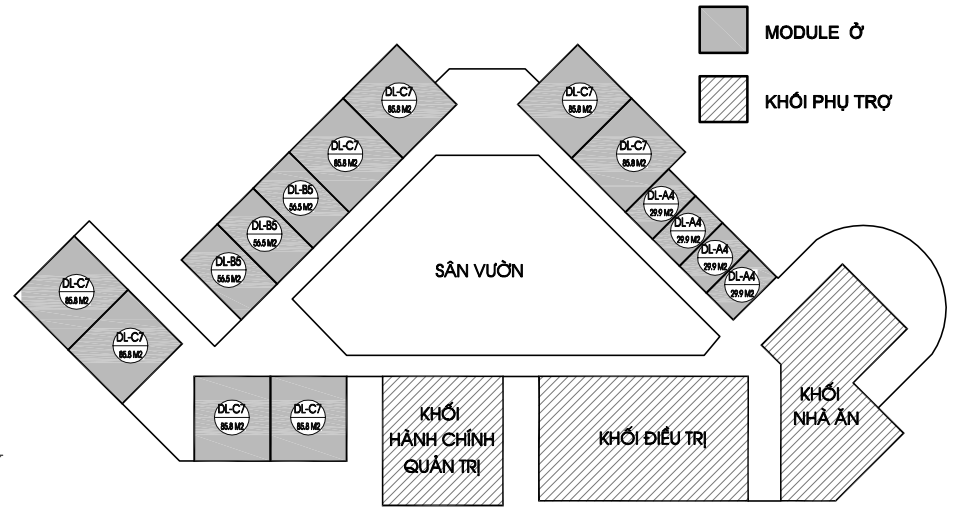 MODULE Ở
KHỐI PHỤ TRỢ
DL-C7
85.8 M2
DL-C7
85.8 M2
DL-B5
56.5 M2
DL-B5
56.5 M2
DL-B5
56.5 M2
DL-C7
85.8 M2
DL-C7
85.8 M2
DL-A4
29.9 M2
DL-A4
29.9 M2
DL-A4
29.9 M2
DL-A4
29.9 M2
SÂN VƯỜN
DL-C7
85.8 M2
DL-C7
85.8 M2
DL-C7
85.8 M2
DL-C7
85.8 M2
KHỐI
HÀNH CHÍNH
QUẢN TRỊ
KHỐI ĐIỀU TRỊ
KHỐI
NHÀ ĂN